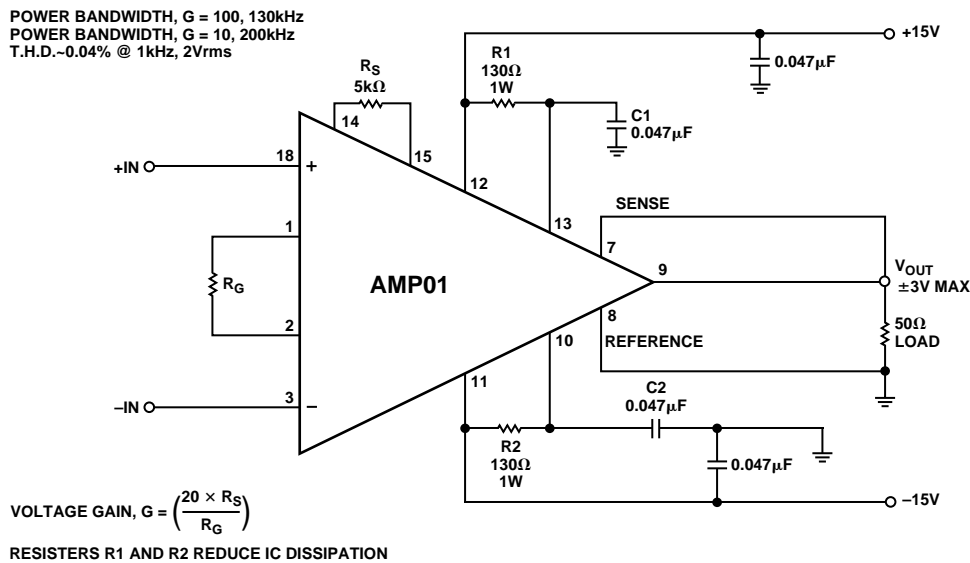 POWER BANDWIDTH, G = 100, 130kHz
POWER BANDWIDTH, G = 10, 200kHz
T.H.D.~0.04% @ 1kHz, 2Vrms
+15V
R1
130Ω
1W
0.047μF
RS
5kΩ
C1
0.047μF
14
15
+IN
18
+
12
13
SENSE
7
1
RG
AMP01
9
VOUT
±3V MAX
2
8
REFERENCE
50Ω
LOAD
10
11
–IN
3
–
C2
0.047μF
R2
130Ω
1W
0.047μF
–15V
VOLTAGE GAIN, G = (20 × RS / RG)
RESISTERS R1 AND R2 REDUCE IC DISSIPATION